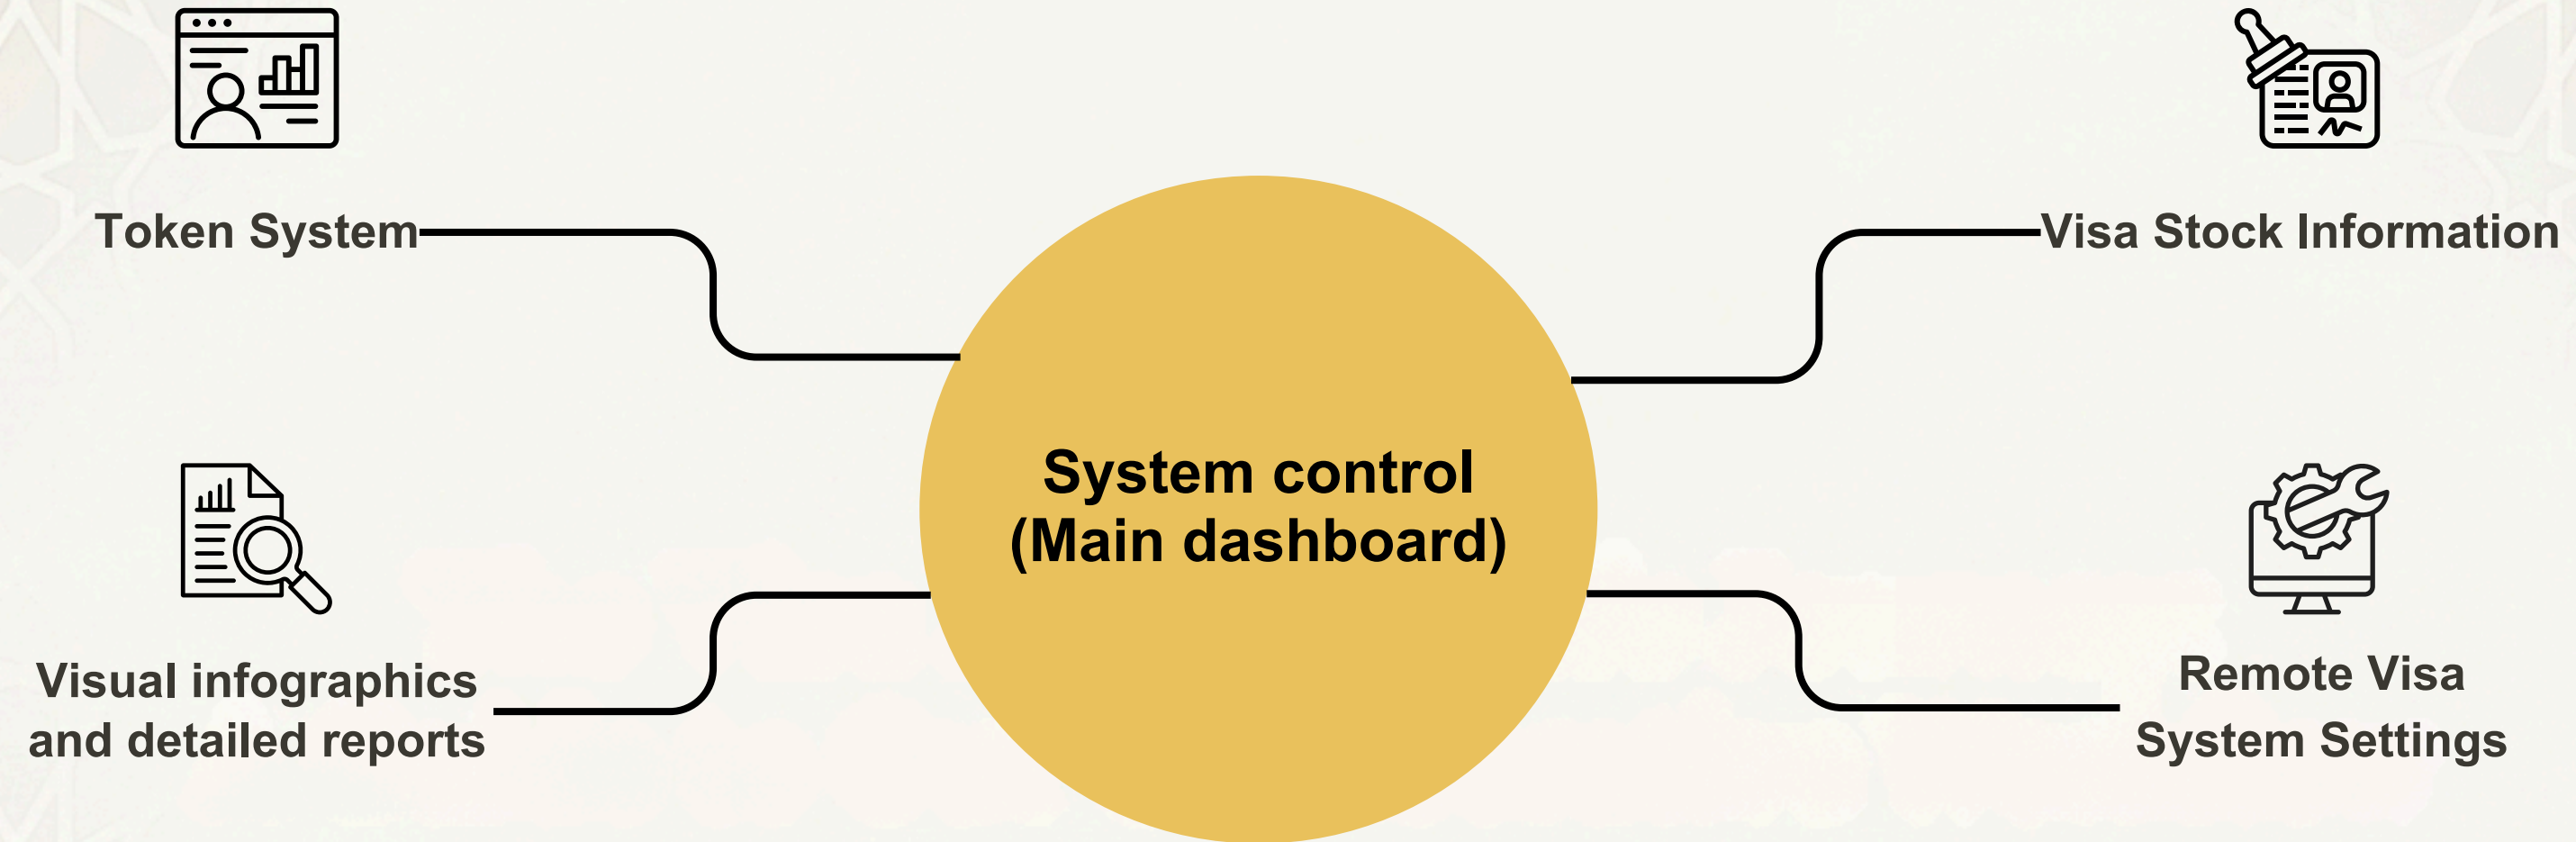 Token System
Visa Stock Information
System control
(Main dashboard)
Visual infographics
and detailed reports
Remote Visa
System Settings